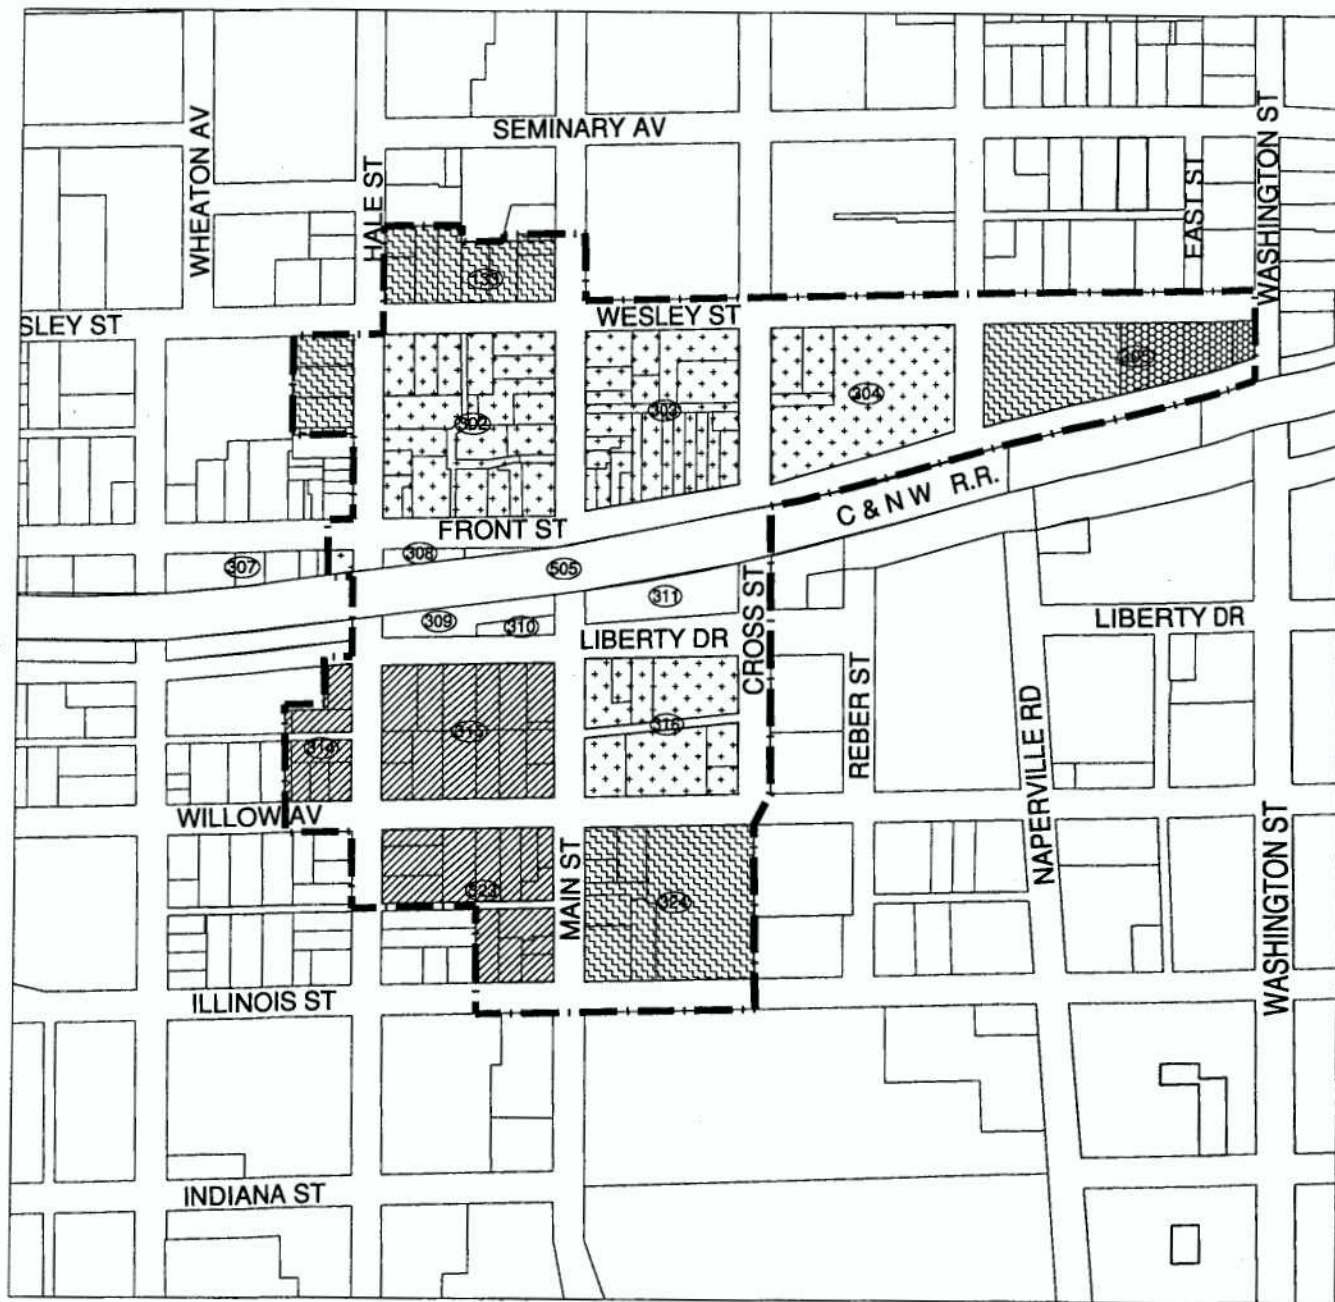 SEMINARY AV
WHEATON AV
HALE ST
EAST ST
WASHINGTON ST
SLEY ST
WESLEY ST
303
304
FRONT ST
C & N W R.R.
307
308
505
309
310
311
LIBERTY DR
CROSS ST
LIBERTY DR
REBER ST
NAPERVILLE RD
314
315
316
WILLOW AV
MAIN ST
324
WASHINGTON ST
ILLINOIS ST
INDIANA ST